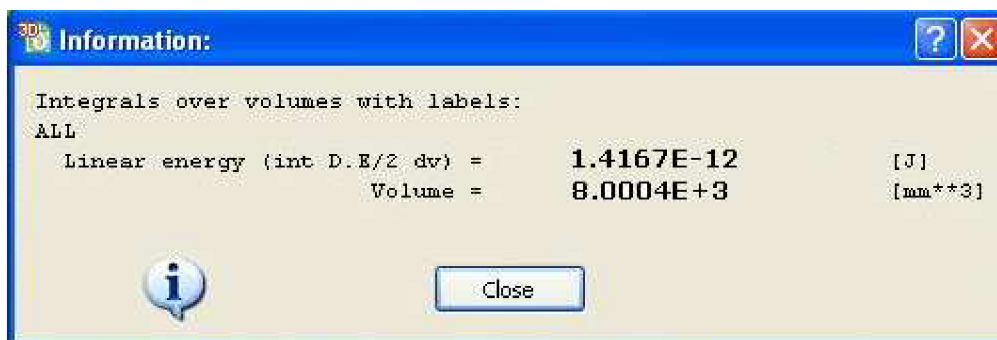 Information:
Integrals over volumes with labels:
ALL
Linear energy (int D.E/2 dv) = 1.4167E-12 [J]
Volume = 8.0004E+3 [mm**3]
Close